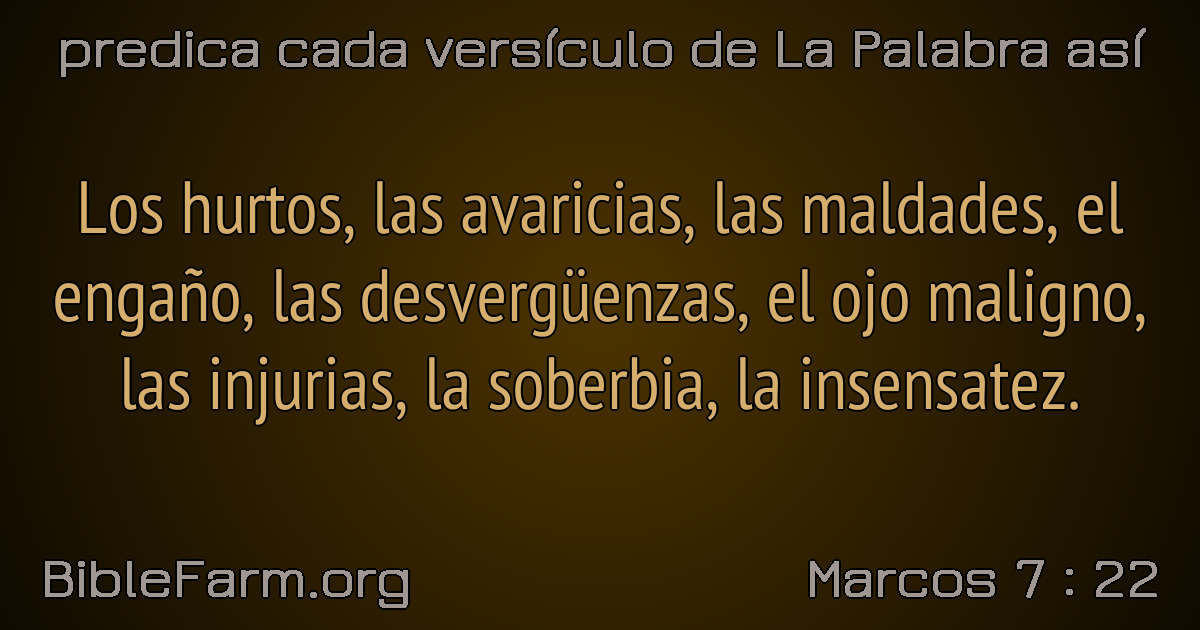 predica cada versículo de La Palabra así
Los hurtos, las avaricias, las maldades, el
engaño, las desvergüenzas, el ojo maligno,
las injurias, la soberbia, la insensatez.
BibleFarm.org
Marcos 7 : 22